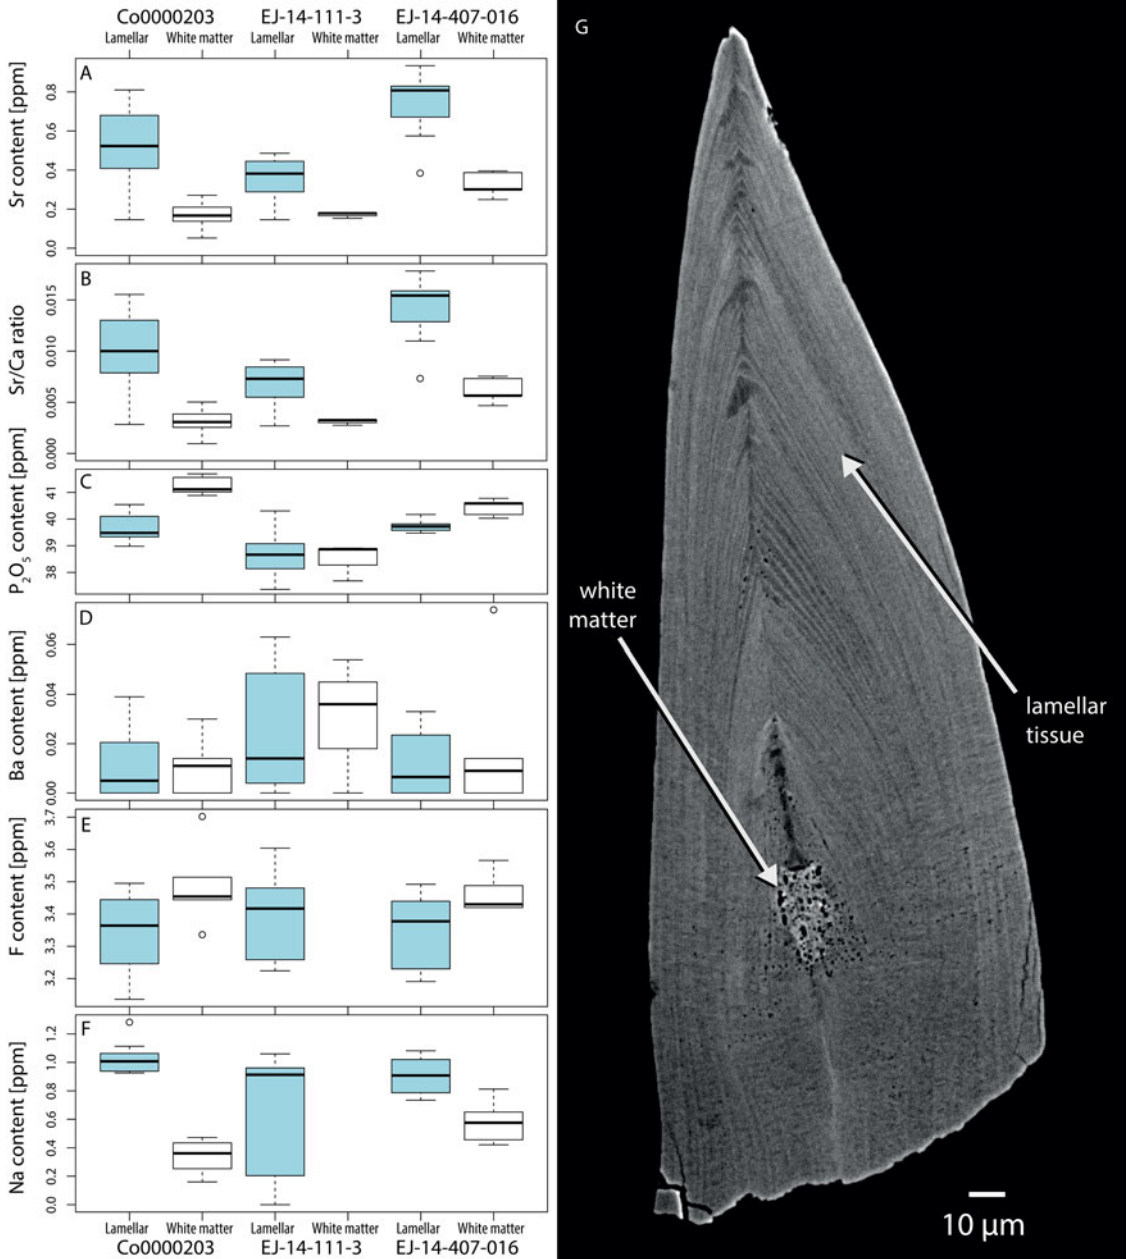 Co0000203 EJ-14-111-3 EJ-14-407-016
Lamellar White matter Lamellar White matter Lamellar White matter
A
Sr content [ppm]
0.8
0.6
0.4
0.2
0.0
B
Sr/Ca ratio
0.015
0.010
0.005
0.000
C
P₂O₅ content [ppm]
41
40
39
38
D
Ba content [ppm]
0.06
0.04
0.02
0.00
E
F content [ppm]
3.7
3.6
3.5
3.4
3.3
3.2
F
Na content [ppm]
1.2
1.0
0.8
0.6
0.4
0.2
0.0
Lamellar White matter Lamellar White matter Lamellar White matter
Co0000203 EJ-14-111-3 EJ-14-407-016
G
white
matter
lamellar
tissue
10 µm